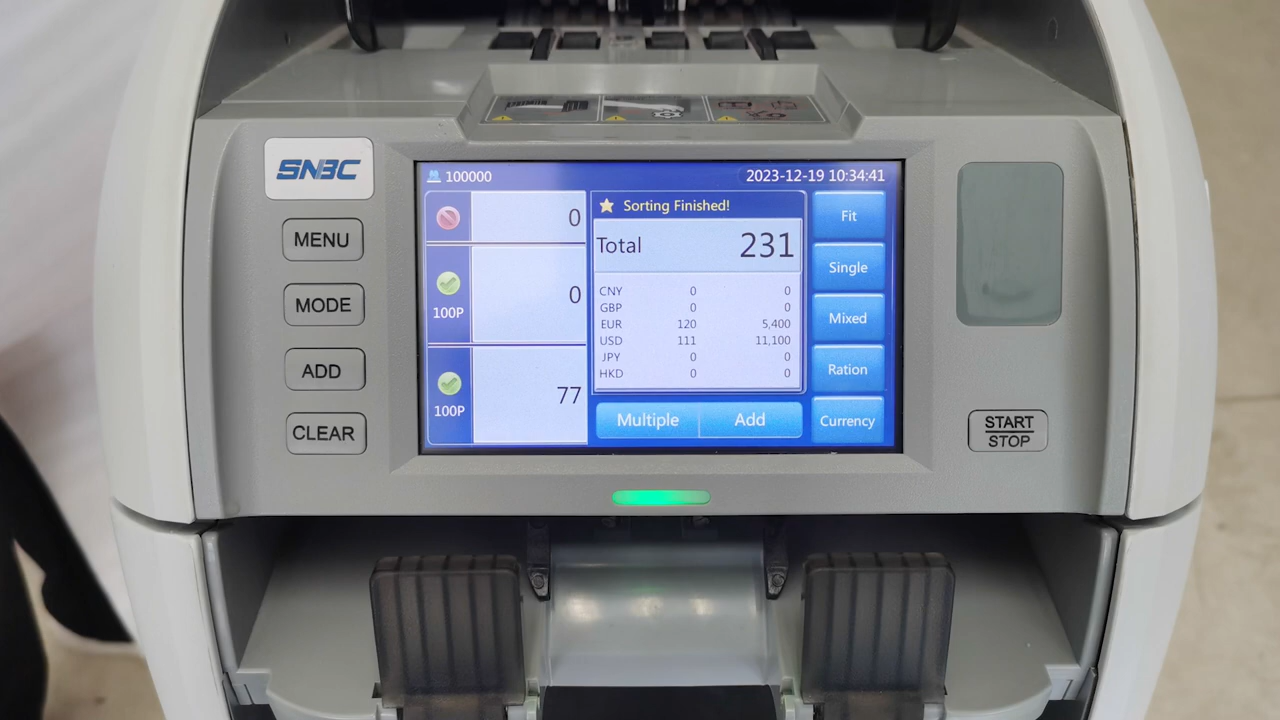 SNBC
MENU
MODE
ADD
CLEAR
100000
2023-12-19 10:34:41
0
0
100P
77
100P
Sorting Finished!
Total 231
CNY 0 0
GBP 0 0
EUR 120 5,400
USD 111 11,100
JPY 0 0
HKD 0 0
Multiple
Add
Fit
Single
Mixed
Ration
Currency
START
STOP